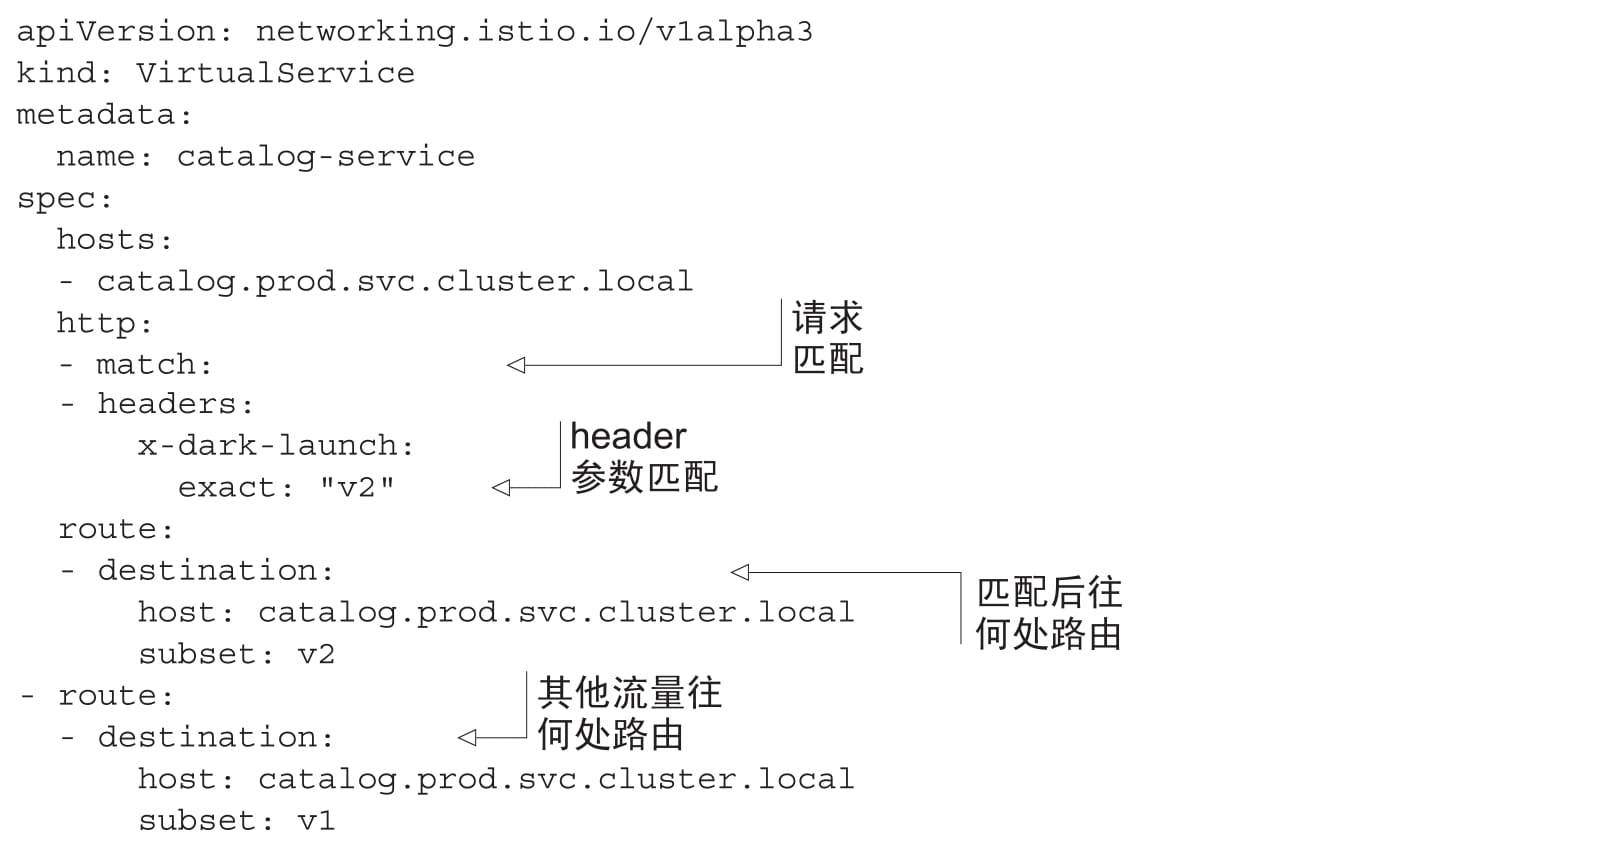 apiVersion: networking.istio.io/v1alpha3
kind: VirtualService
metadata:
  name: catalog-service
spec:
  hosts:
  - catalog.prod.svc.cluster.local
  http:
  - match:
请求
匹配
  - headers:
      x-dark-launch:
        exact: "v2"
header
参数匹配
  route:
  - destination:
      host: catalog.prod.svc.cluster.local
      subset: v2
匹配后往
何处路由
- route:
  - destination:
其他流量往
何处路由
      host: catalog.prod.svc.cluster.local
      subset: v1